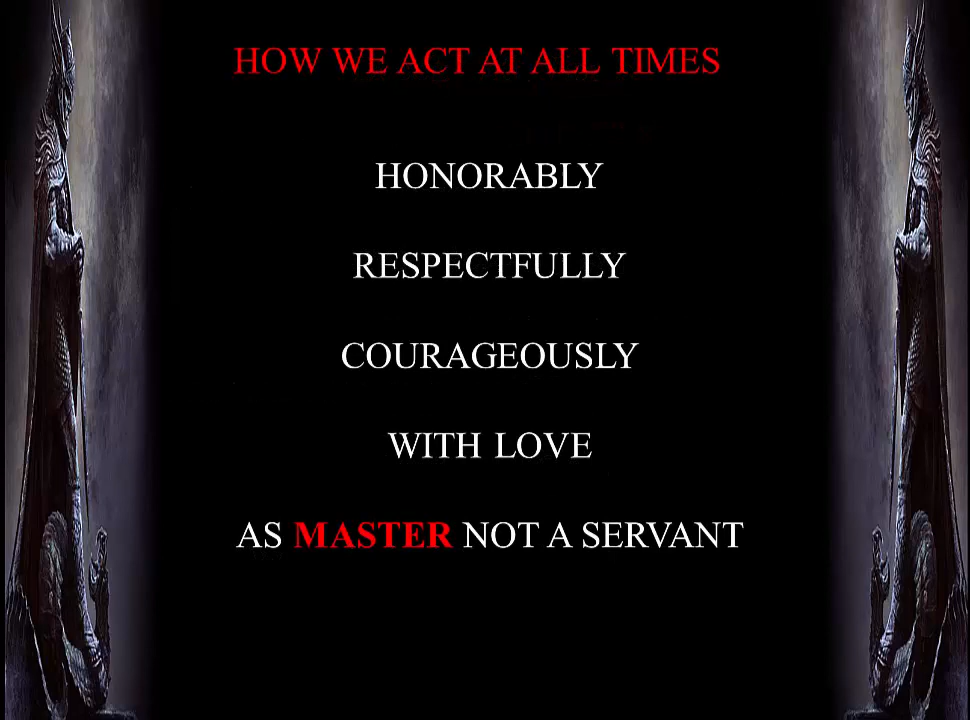 HOW WE ACT AT ALL TIMES
HONORABLY
RESPECTFULLY
COURAGEOUSLY
WITH LOVE
AS MASTER NOT A SERVANT